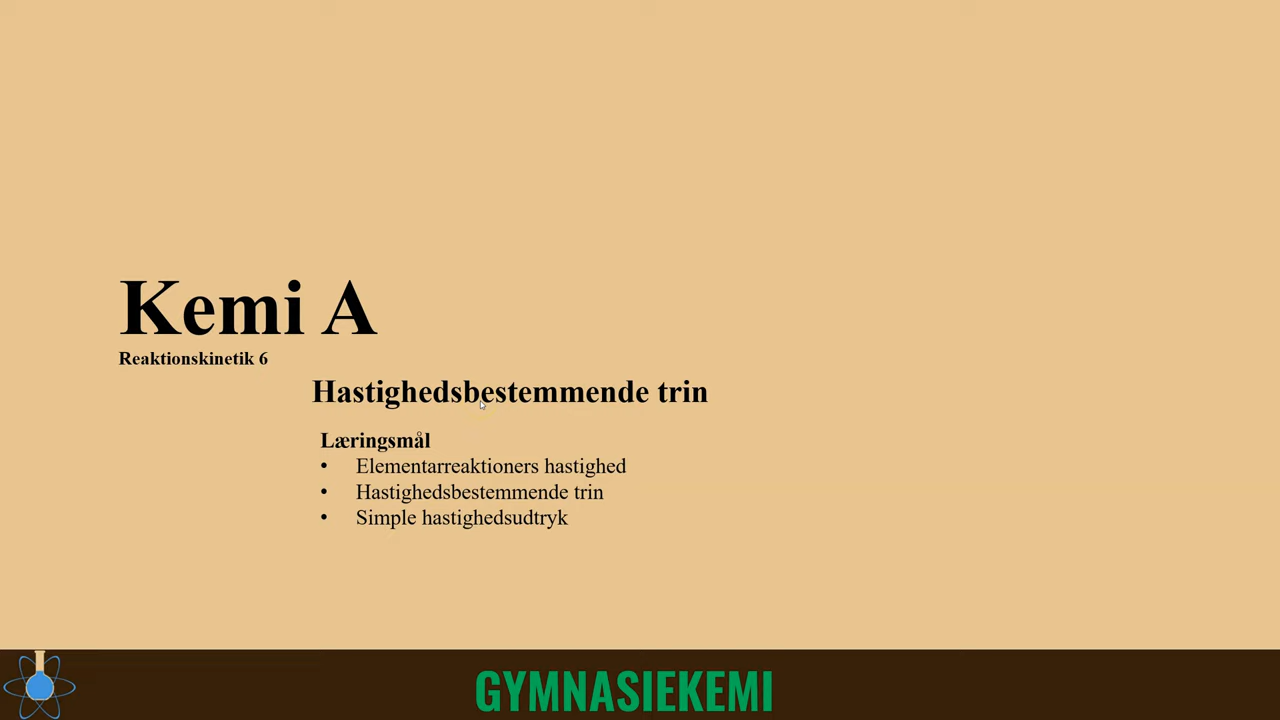 Kemi A
Reaktionskinetik 6
Hastighedsbestemmende trin
Læringsmål
• Elementarreaktioners hastighed
• Hastighedsbestemmende trin
• Simple hastighedsudtryk
GYMNASIEKEMI